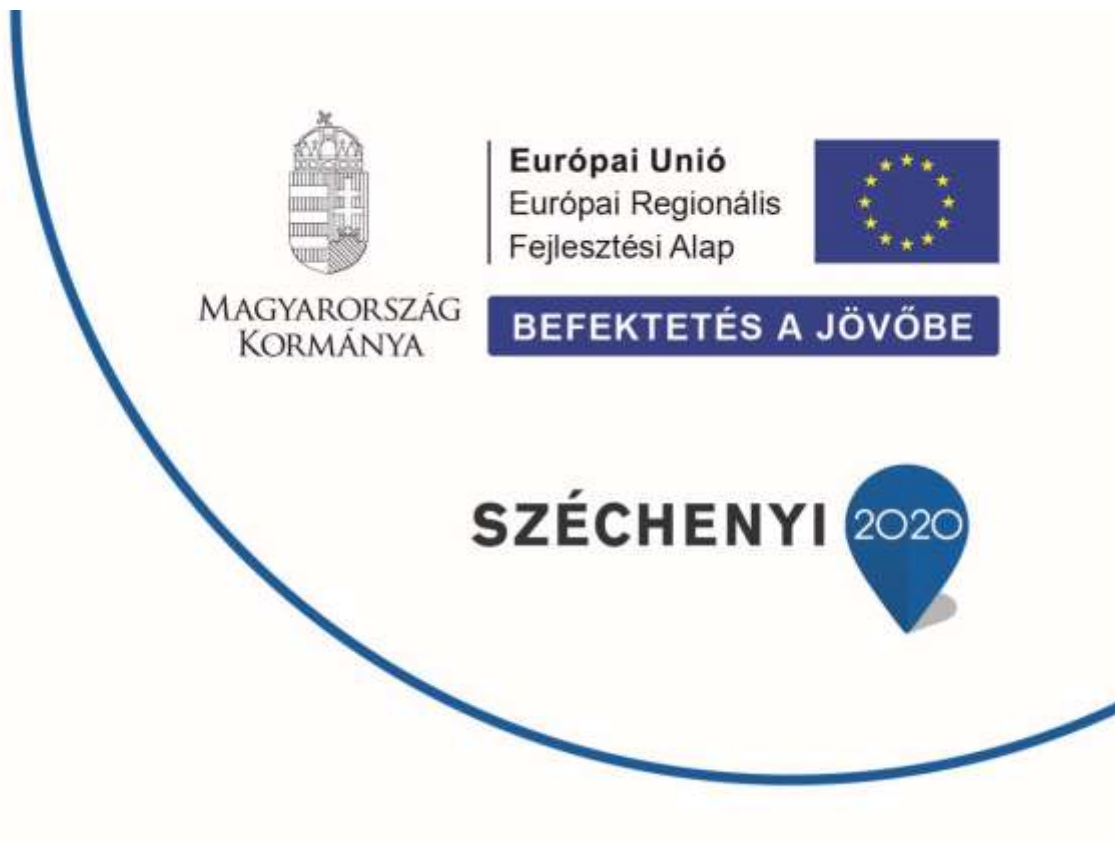 Európai Unió
Európai Regionális
Fejlesztési Alap
MAGYARORSZÁG
KORMÁNYA
BEFEKTETÉS A JÖVŐBE
SZÉCHENYI 2020